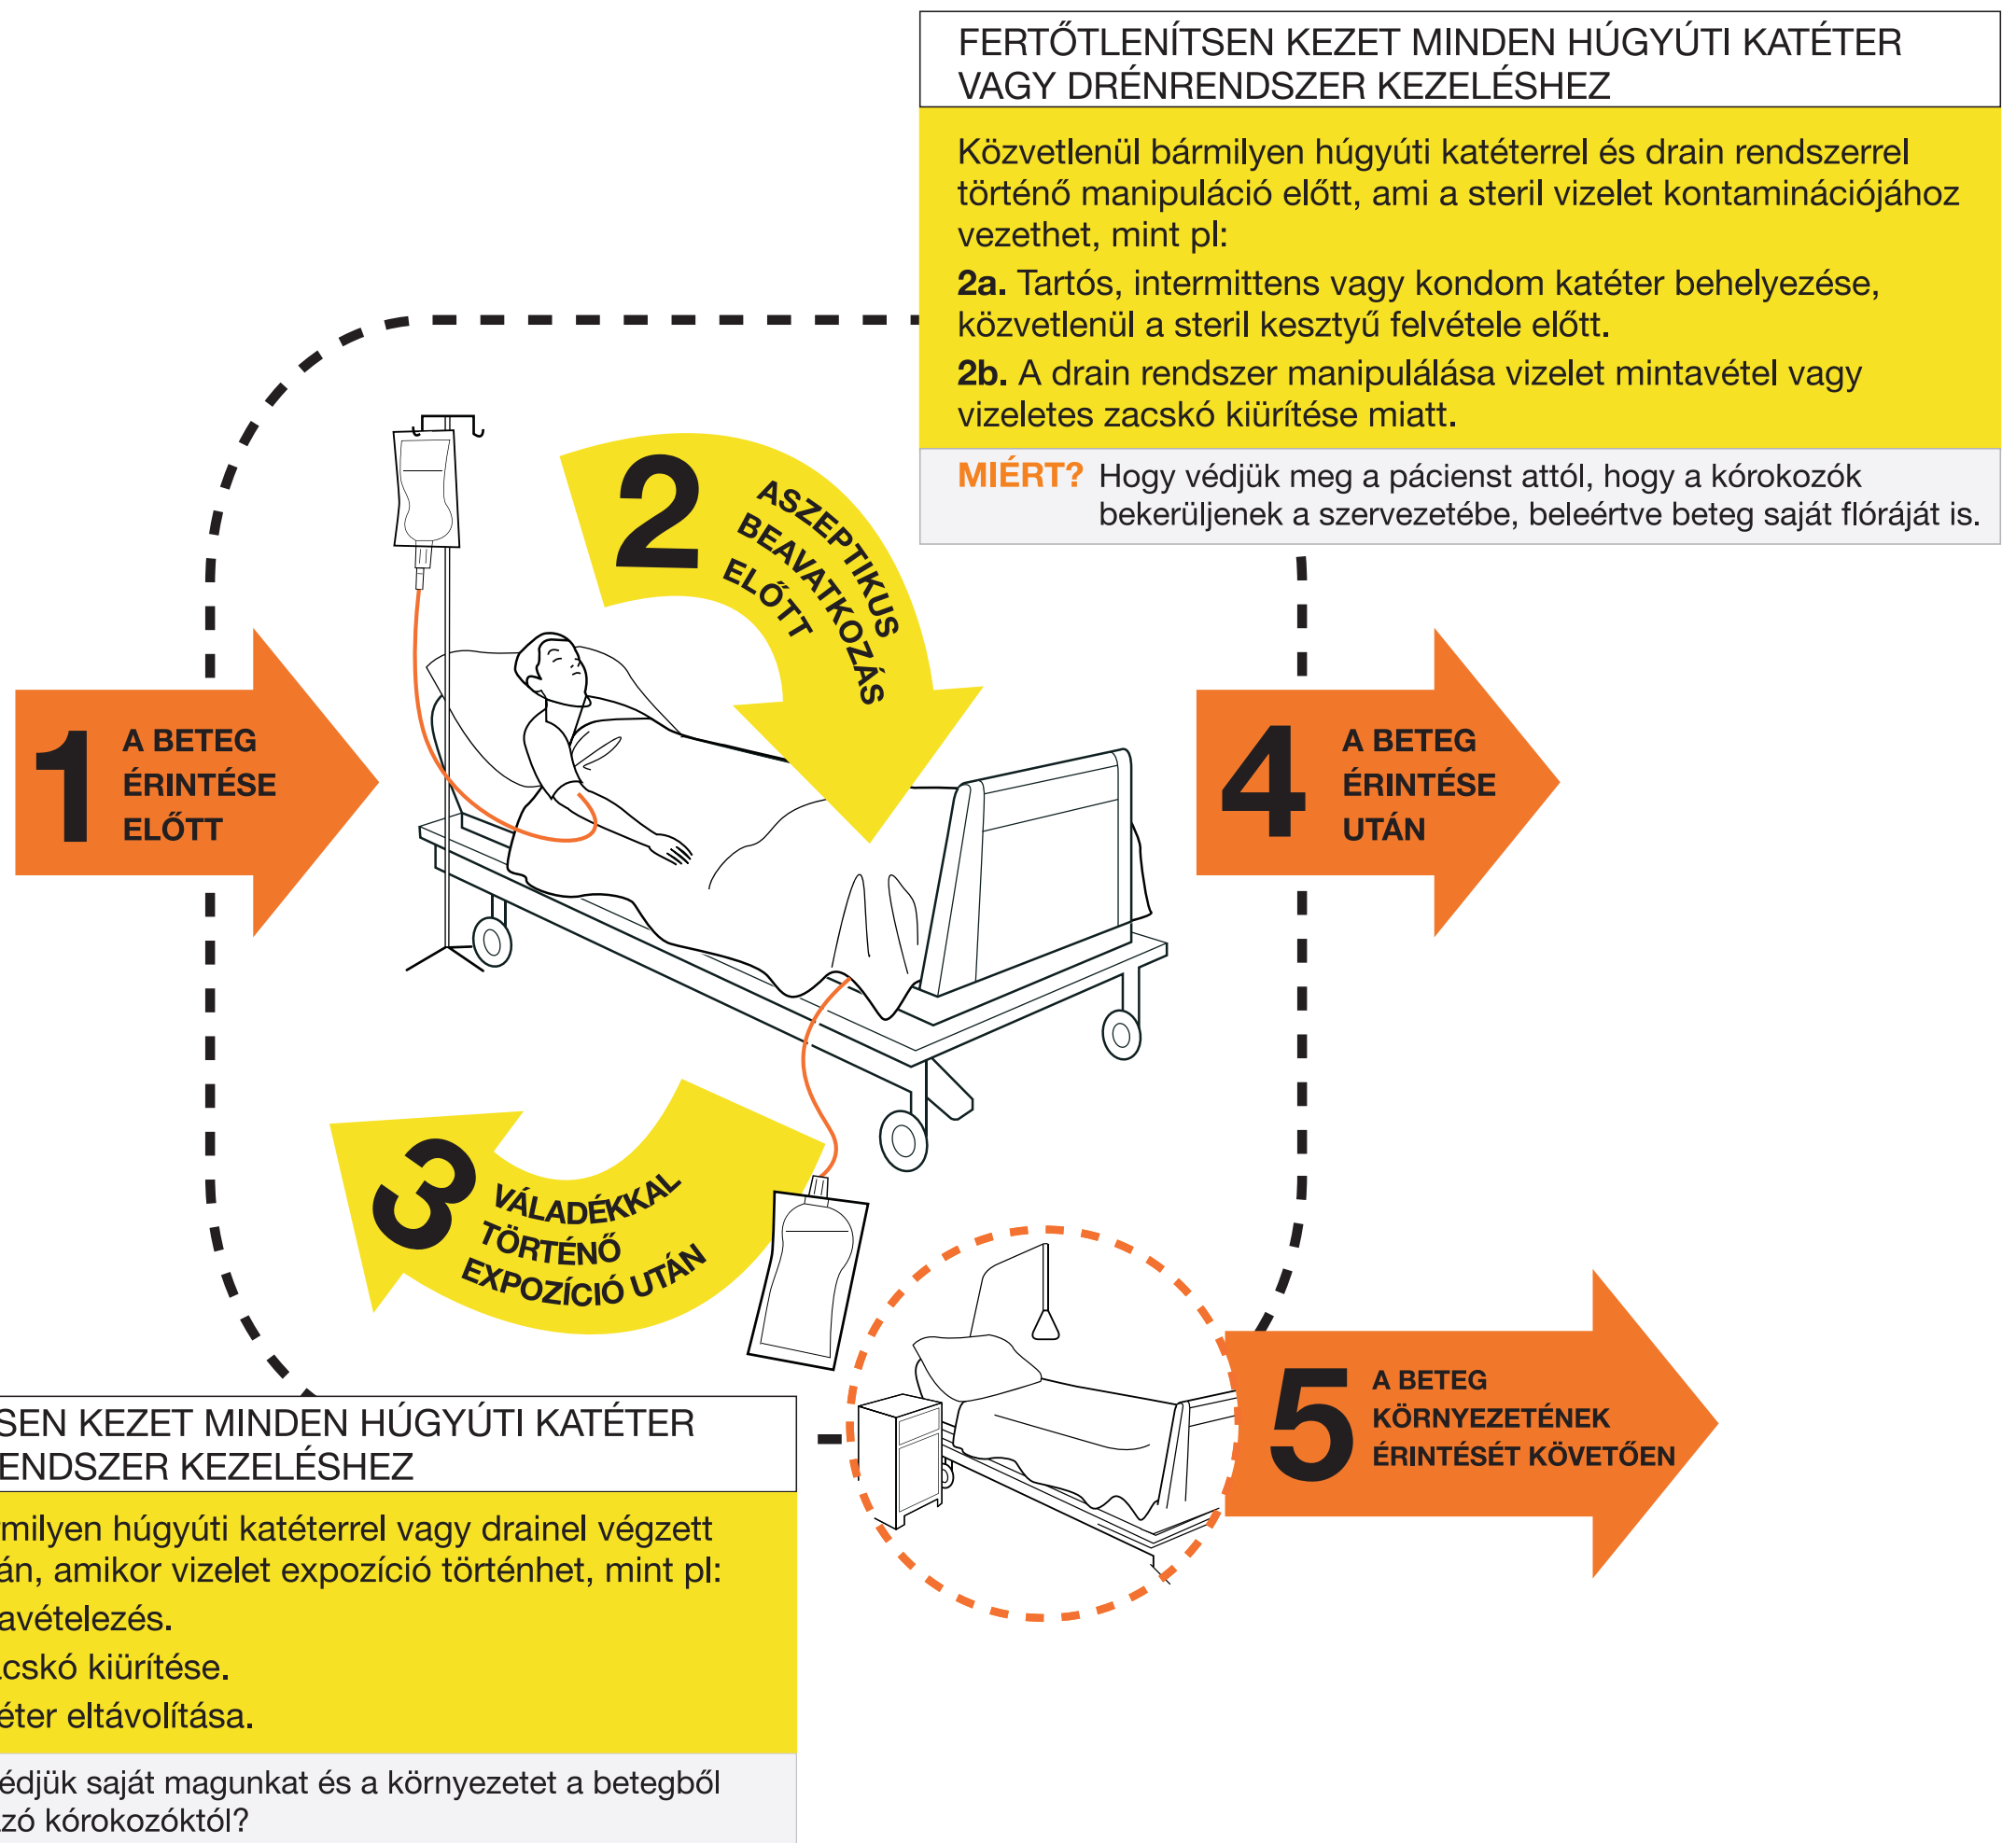 FERTŐTLENÍTSEN KEZET MINDEN HÚGYÚTI KATÉTER
VAGY DRÉNRENDSZER KEZELÉSHEZ
Közvetlenül bármilyen húgyúti katéterrel és drain rendszerrel
történő manipuláció előtt, ami a steril vizelet kontaminációjához
vezethet, mint pl:
2a. Tartós, intermittens vagy kondom katéter behelyezése,
közvetlenül a steril kesztyű felvétele előtt.
2b. A drain rendszer manipulálása vizelet mintavétel vagy
vizeletes zacskó kiürítése miatt.
MIÉRT? Hogy védjük meg a pácienst attól, hogy a kórokozók
bekerüljenek a szervezetébe, beleértve beteg saját flóráját is.
1
A BETEG
ÉRINTÉSE
ELŐTT
2
ASZEPTIKUS
BEAVATKOZÁS
ELŐTT
4
A BETEG
ÉRINTÉSE
UTÁN
3
VÁLADÉKKAL
TÖRTÉNŐ
EXPOZÍCIÓ UTÁN
5
A BETEG
KÖRNYEZETÉNEK
ÉRINTÉSÉT KÖVETŐEN
SEN KEZET MINDEN HÚGYÚTI KATÉTER
ENDSZER KEZELÉSHEZ
milyen húgyúti katéterrel vagy drainel végzett
án, amikor vizelet expozíció történhet, mint pl:
avételezés.
acskó kiürítése.
éter eltávolítása.
édjük saját magunkat és a környezetet a betegből
azó kórokozóktól?